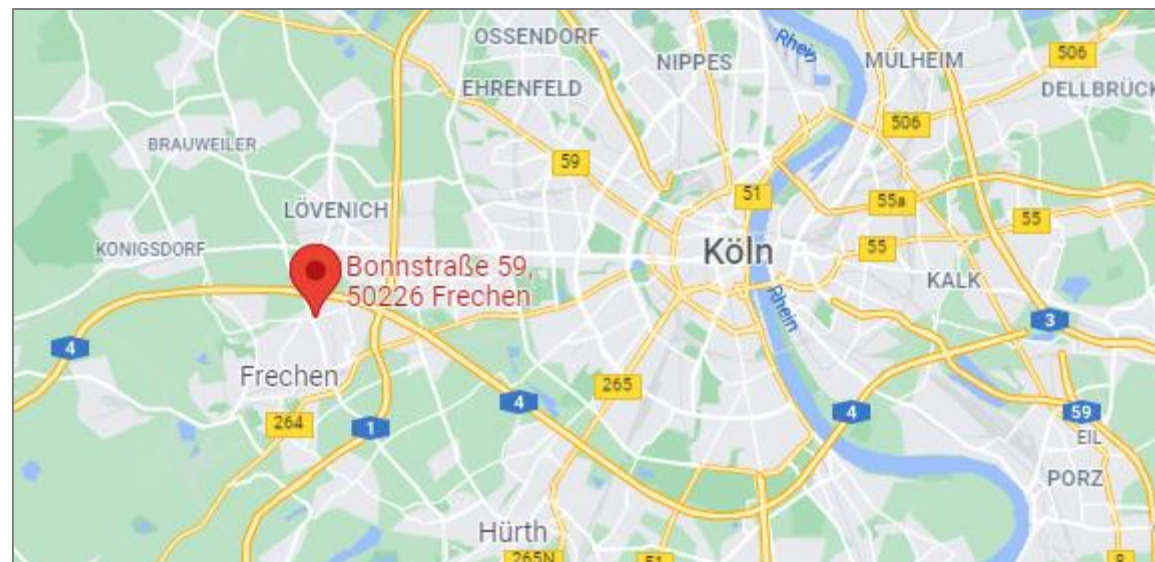 OSSENDORF
NIPPES
Rhein
MÜLHEIM
506
EHRENFELD
DELLBRÜCK
506
BRAUWEILER
59
51
55a
LÖVENICH
55
KONIGSDORF
Köln
55
Bonnstraße 59,
50226 Frechen
KALK
Rhein
3
4
Frechen
265
4
4
59
264
1
EIL
PORZ
Hürth
265N
51